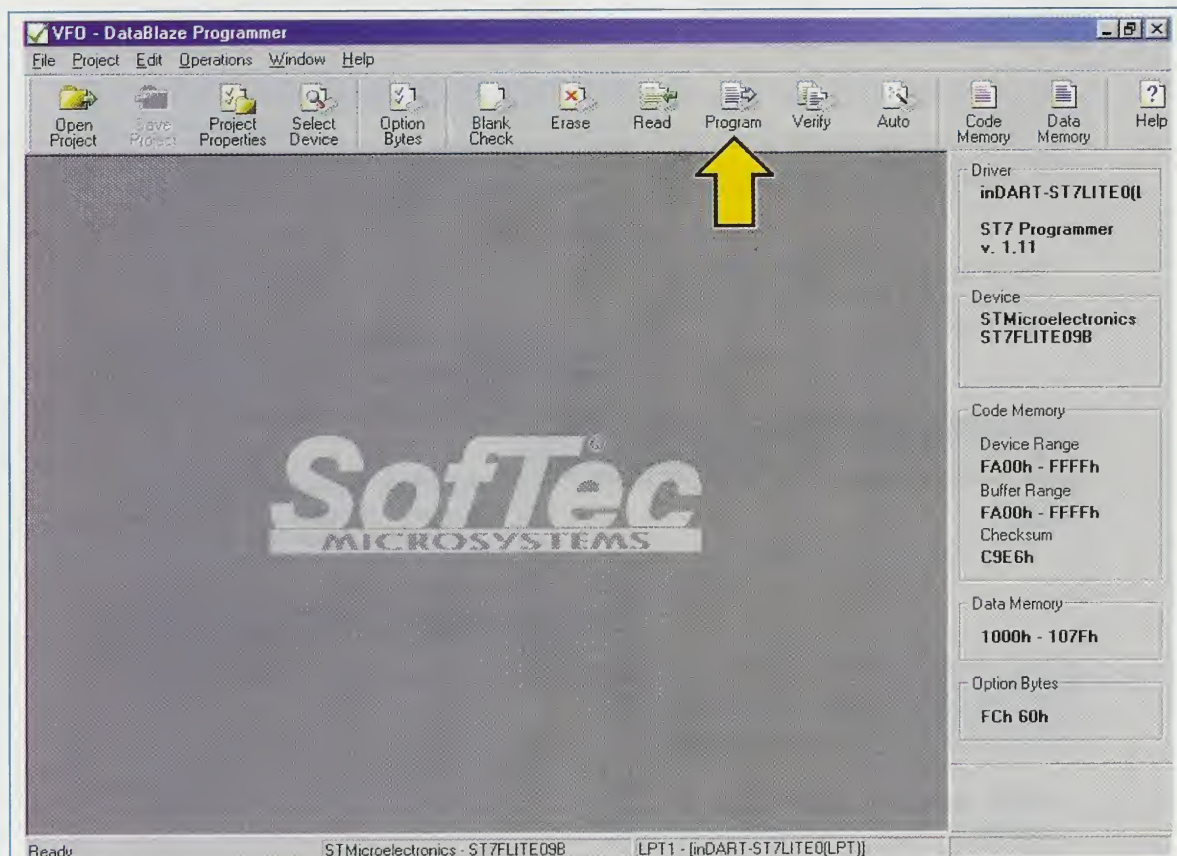 VFO - DataBlaze Programmer
File Project Edit Operations Window Help
Open Project
Save Project
Project Properties
Select Device
Option Bytes
Blank Check
Erase
Read
Program
Verify
Auto
Code Memory
Data Memory
Help
Driver
inDART-ST7LITE0(L
ST7 Programmer
v. 1.11
Device
STMicroelectronics
ST7FLITE09B
Code Memory
Device Range
FA00h - FFFFh
Buffer Range
FA00h - FFFFh
Checksum
C9E6h
Data Memory
1000h - 107Fh
Option Bytes
FCh 60h
SofTec®
MICROSYSTEMS
Ready
STMicroelectronics - ST7FLITE09B
LPT1 - [inDART-ST7LITE0(LPT)]